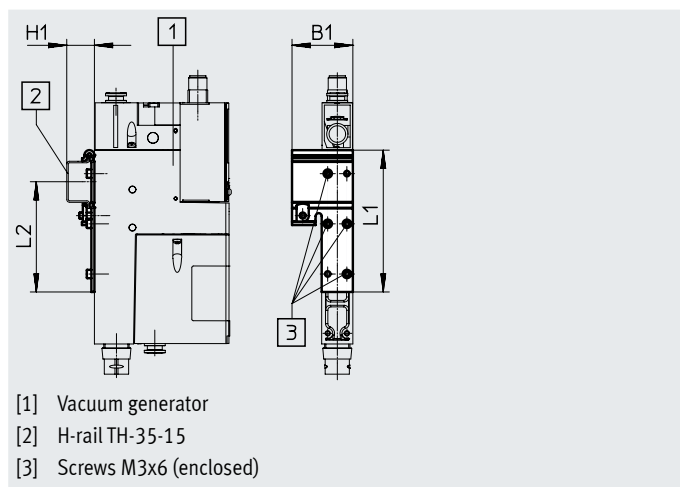 H1
1
B1
2
L2
L1
3
[1] Vacuum generator
[2] H-rail TH-35-15
[3] Screws M3x6 (enclosed)